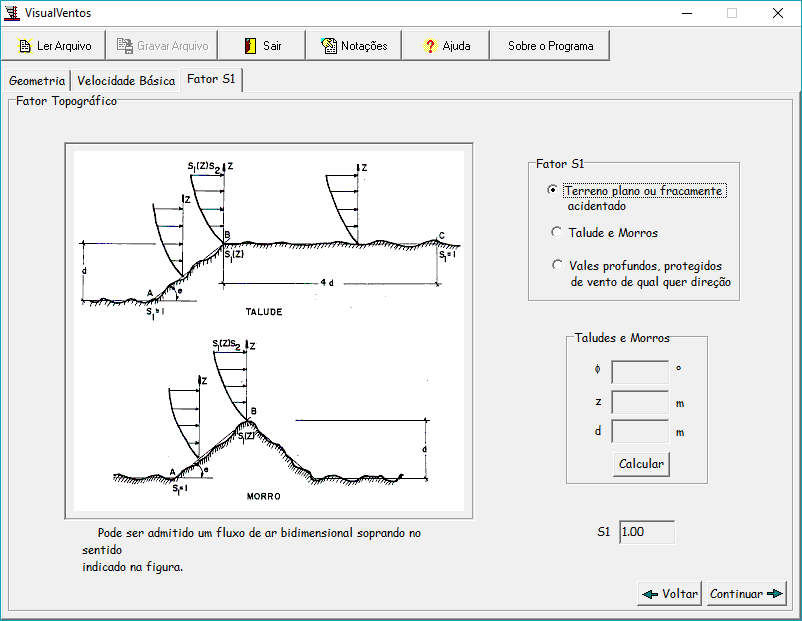 VisualVentos
Ler Arquivo
Gravar Arquivo
Sair
Notações
? Ajuda
Sobre o Programa
Geometria
Velocidade Básica
Fator S1
Fator Topográfico
S1(Z)S2
Z
Z
Z
B
C
S1(Z)
S1=1
d
A
θ
4 d
S1=1
TALUDE
S1(Z)S2
Z
Z
B
S1(Z)
d
A
θ
S1=1
MORRO
Pode ser admitido um fluxo de ar bidimensional soprando no
sentido
indicado na figura.
Fator S1
Terreno plano ou fracamente
acidentado
Talude e Morros
Vales profundos, protegidos
de vento de qual quer direção
Taludes e Morros
ϕ º
z m
d m
Calcular
S1 1.00
Voltar
Continuar